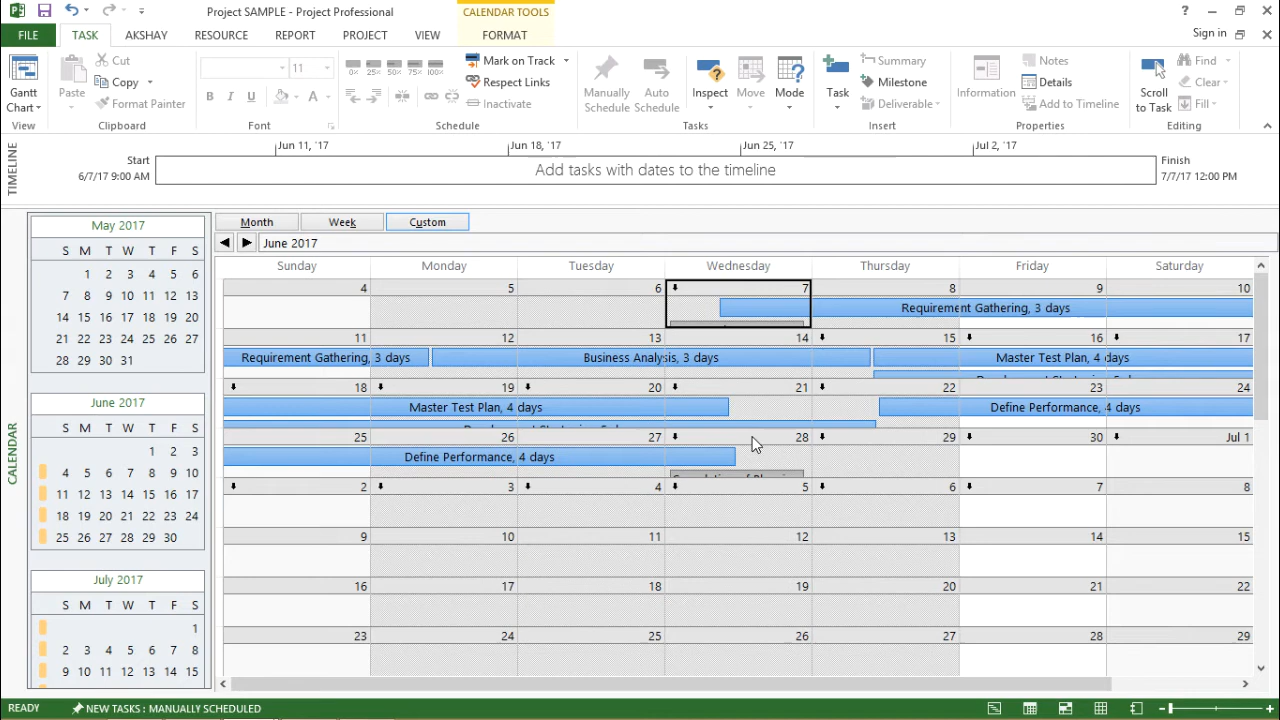 Project SAMPLE - Project Professional
CALENDAR TOOLS
Sign in
FILE TASK AKSHAY RESOURCE REPORT PROJECT VIEW FORMAT
Gantt Chart
View
Paste
Cut
Copy
Format Painter
Clipboard
11
B I U A
Font
0% 25% 50% 75% 100%
Mark on Track
Respect Links
Inactivate
Schedule
Manually Schedule
Auto Schedule
Inspect
Move
Mode
Tasks
Task
Summary
Milestone
Deliverable
Insert
Information
Notes
Details
Add to Timeline
Properties
Scroll to Task
Find
Clear
Fill
Editing
TIMELINE
Jun 11, '17 Jun 18, '17 Jun 25, '17 Jul 2, '17
Start
6/7/17 9:00 AM
Add tasks with dates to the timeline
Finish
7/7/17 12:00 PM
CALENDAR
May 2017
S M T W T F S
1 2 3 4 5 6
7 8 9 10 11 12 13
14 15 16 17 18 19 20
21 22 23 24 25 26 27
28 29 30 31
June 2017
S M T W T F S
1 2 3
4 5 6 7 8 9 10
11 12 13 14 15 16 17
18 19 20 21 22 23 24
25 26 27 28 29 30
July 2017
S M T W T F S
1
2 3 4 5 6 7 8
9 10 11 12 13 14 15
Month Week Custom
June 2017
Sunday Monday Tuesday Wednesday Thursday Friday Saturday
4 5 6 7 8 9 10
Requirement Gathering, 3 days
11 12 13 14 15 16 17
Requirement Gathering, 3 days Business Analysis, 3 days Master Test Plan, 4 days
18 19 20 21 22 23 24
Master Test Plan, 4 days Define Performance, 4 days
25 26 27 28 29 30 Jul 1
Define Performance, 4 days
2 3 4 5 6 7 8
9 10 11 12 13 14 15
16 17 18 19 20 21 22
23 24 25 26 27 28 29
READY NEW TASKS : MANUALLY SCHEDULED